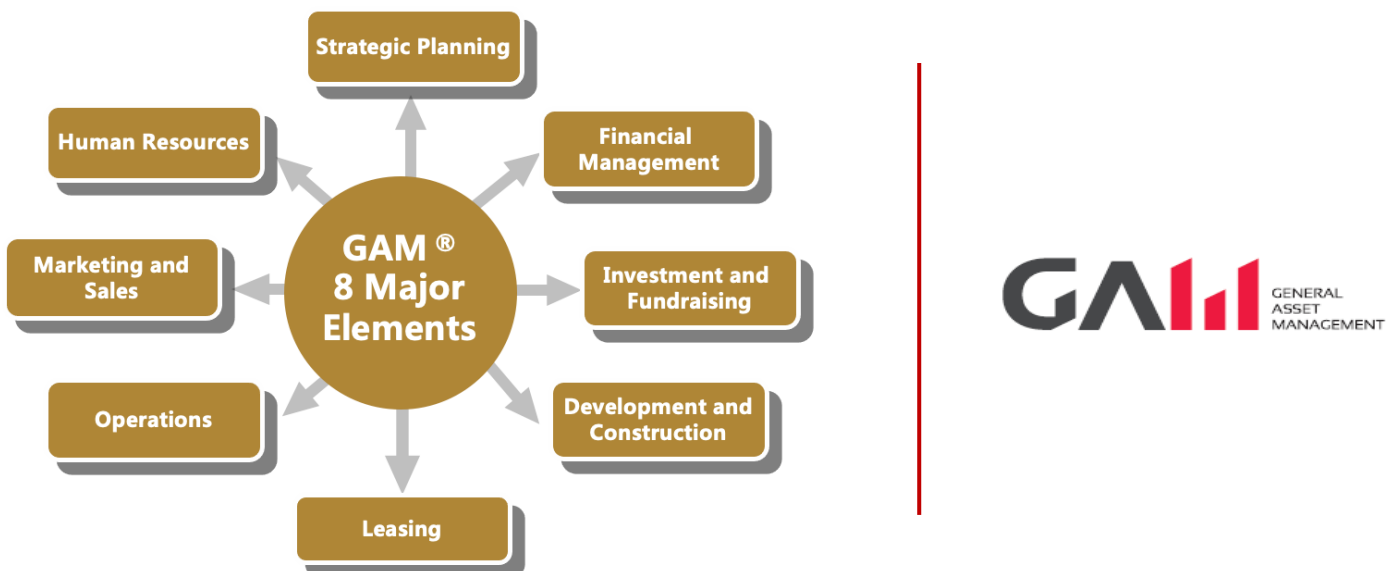 Strategic Planning
Human Resources
Financial
Management
GAM ®
8 Major
Elements
Marketing and
Sales
Investment and
Fundraising
Operations
Development and
Construction
Leasing
GAM
GENERAL
ASSET
MANAGEMENT